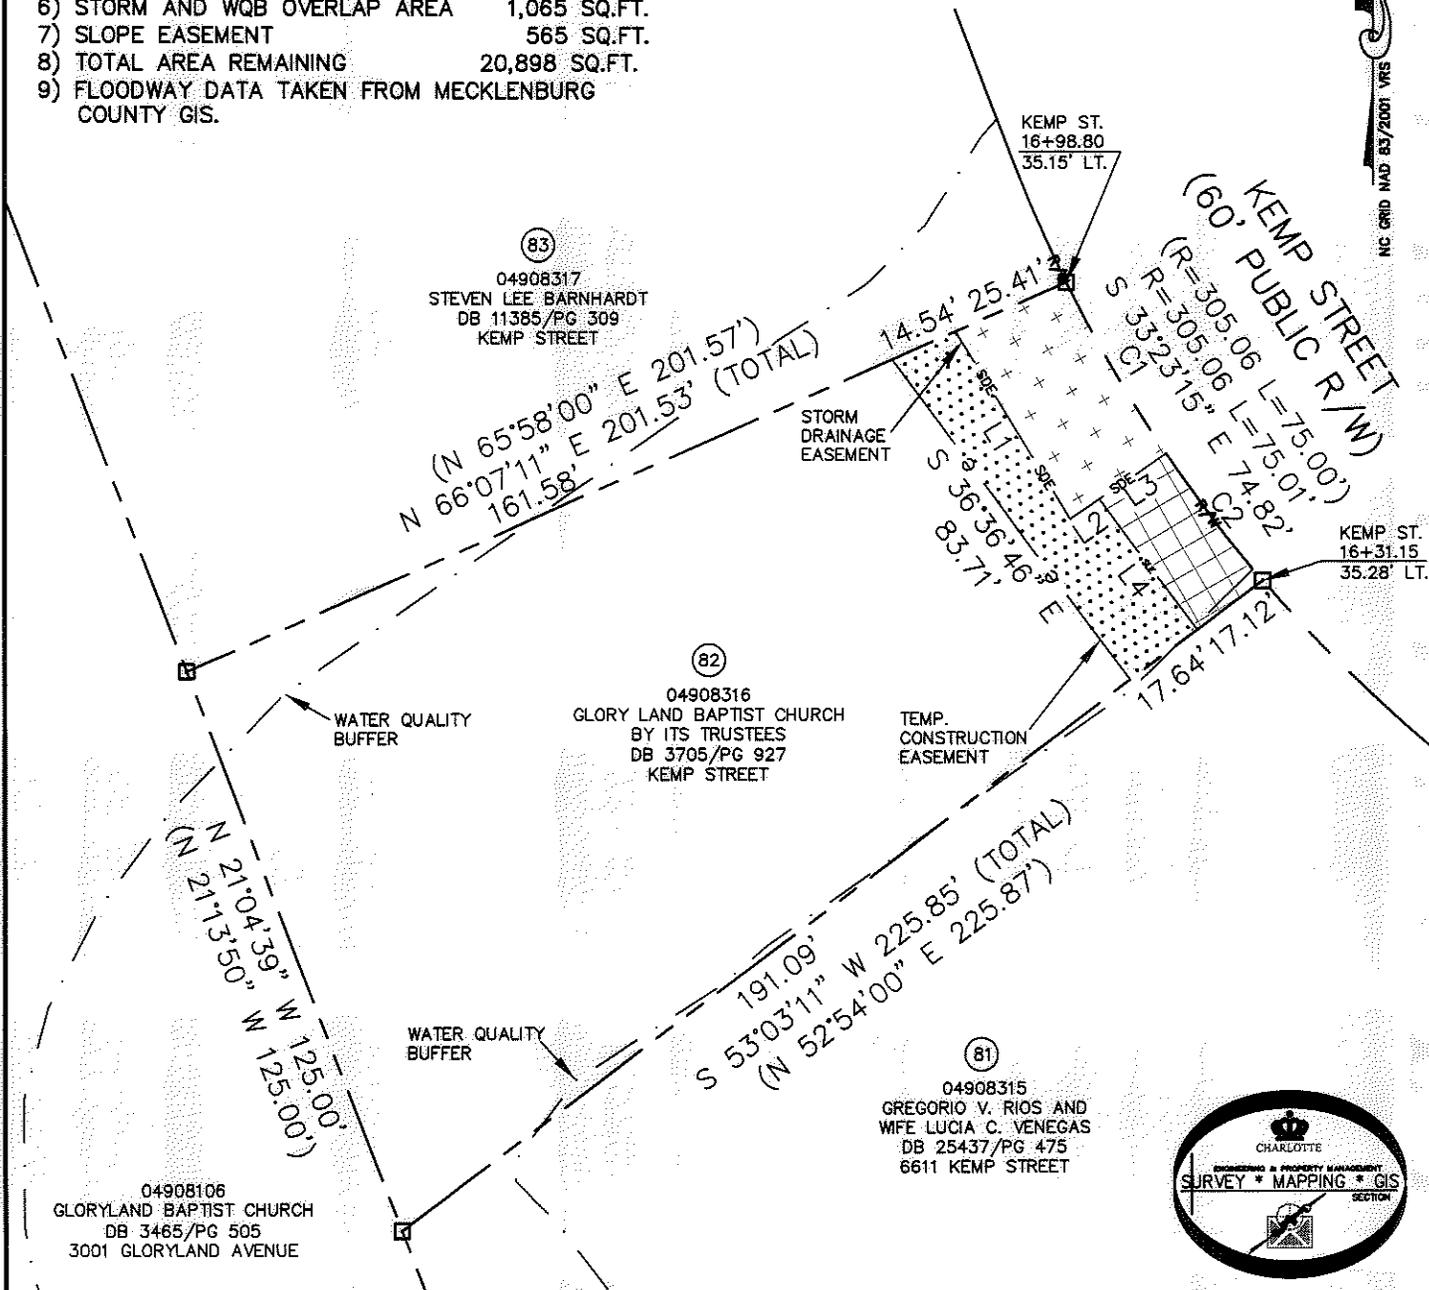 6) STORM AND WQB OVERLAP AREA 1,065 SQ.FT.
7) SLOPE EASEMENT 565 SQ.FT.
8) TOTAL AREA REMAINING 20,898 SQ.FT.
9) FLOODWAY DATA TAKEN FROM MECKLENBURG
COUNTY GIS.
NC GRID NAD 83/2001 VRS
KEMP ST.
16+98.80
35.15' LT.
KEMP STREET
(60' PUBLIC R/W)
(R=305.06 L=75.00')
R=305.06 L=75.01'
S 33°23'15" E 74.82'
C1
C2
83
04908317
STEVEN LEE BARNHARDT
DB 11385/PG 309
KEMP STREET
14.54' 25.41'
(N 65°58'00" E 201.57')
N 66°07'11" E 201.53' (TOTAL)
161.58'
STORM
DRAINAGE
EASEMENT
SDE
L1
SDE
L2
SDE
L3
L4
R/W
S 36°36'46" E
83.71'
KEMP ST.
16+31.15
35.28' LT.
17.64' 17.12'
82
04908316
GLORY LAND BAPTIST CHURCH
BY ITS TRUSTEES
DB 3705/PG 927
KEMP STREET
WATER QUALITY
BUFFER
TEMP.
CONSTRUCTION
EASEMENT
N 21°04'39" W 125.00'
(N 21°13'50" W 125.00')
191.09'
S 53°03'11" W 225.85' (TOTAL)
(N 52°54'00" E 225.87')
WATER QUALITY
BUFFER
81
04908315
GREGORIO V. RIOS AND
WIFE LUCIA C. VENEGAS
DB 25437/PG 475
6611 KEMP STREET
04908106
GLORYLAND BAPTIST CHURCH
DB 3465/PG 505
3001 GLORYLAND AVENUE
CHARLOTTE
ENGINEERING & PROPERTY MANAGEMENT
SURVEY * MAPPING * GIS
SECTION